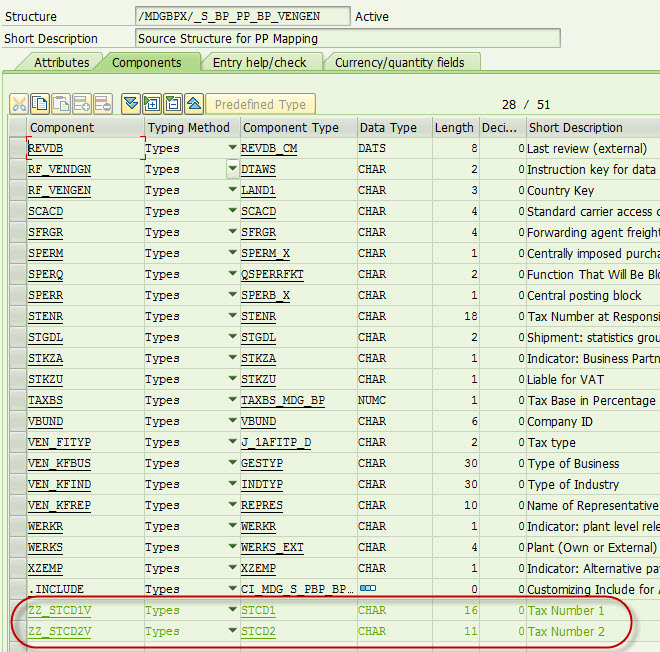 Structure /MDGBPX/_S_BP_PP_BP_VENGEN Active
Short Description Source Structure for PP Mapping
Attributes Components Entry help/check Currency/quantity fields
Predefined Type 28 / 51
Component Typing Method Component Type Data Type Length Deci... Short Description
REVDB Types REVDB_CM DATS 8 0 Last review (external)
RF_VENDGN Types DTAWS CHAR 2 0 Instruction key for data
RF_VENGEN Types LAND1 CHAR 3 0 Country Key
SCACD Types SCACD CHAR 4 0 Standard carrier access c
SFRGR Types SFRGR CHAR 4 0 Forwarding agent freight
SPERM Types SPERM_X CHAR 1 0 Centrally imposed purcha
SPERQ Types QSPERRFKT CHAR 2 0 Function That Will Be Blo
SPERR Types SPERB_X CHAR 1 0 Central posting block
STENR Types STENR CHAR 18 0 Tax Number at Responsi
STGDL Types STGDL CHAR 2 0 Shipment: statistics grou
STKZA Types STKZA CHAR 1 0 Indicator: Business Partn
STKZU Types STKZU CHAR 1 0 Liable for VAT
TAXBS Types TAXBS_MDG_BP NUMC 1 0 Tax Base in Percentage
VBUND Types VBUND CHAR 6 0 Company ID
VEN_FITYP Types J_1AFITP_D CHAR 2 0 Tax type
VEN_KFBUS Types GESTYP CHAR 30 0 Type of Business
VEN_KFIND Types INDTYP CHAR 30 0 Type of Industry
VEN_KFREP Types REPRES CHAR 10 0 Name of Representative
WERKR Types WERKR CHAR 1 0 Indicator: plant level rele
WERKS Types WERKS_EXT CHAR 4 0 Plant (Own or External)
XZEMP Types XZEMP CHAR 1 0 Indicator: Alternative pa
.INCLUDE Types CI_MDG_S_PBP_BP... 0 0 Customizing Include for A
ZZ_STCD1V Types STCD1 CHAR 16 0 Tax Number 1
ZZ_STCD2V Types STCD2 CHAR 11 0 Tax Number 2